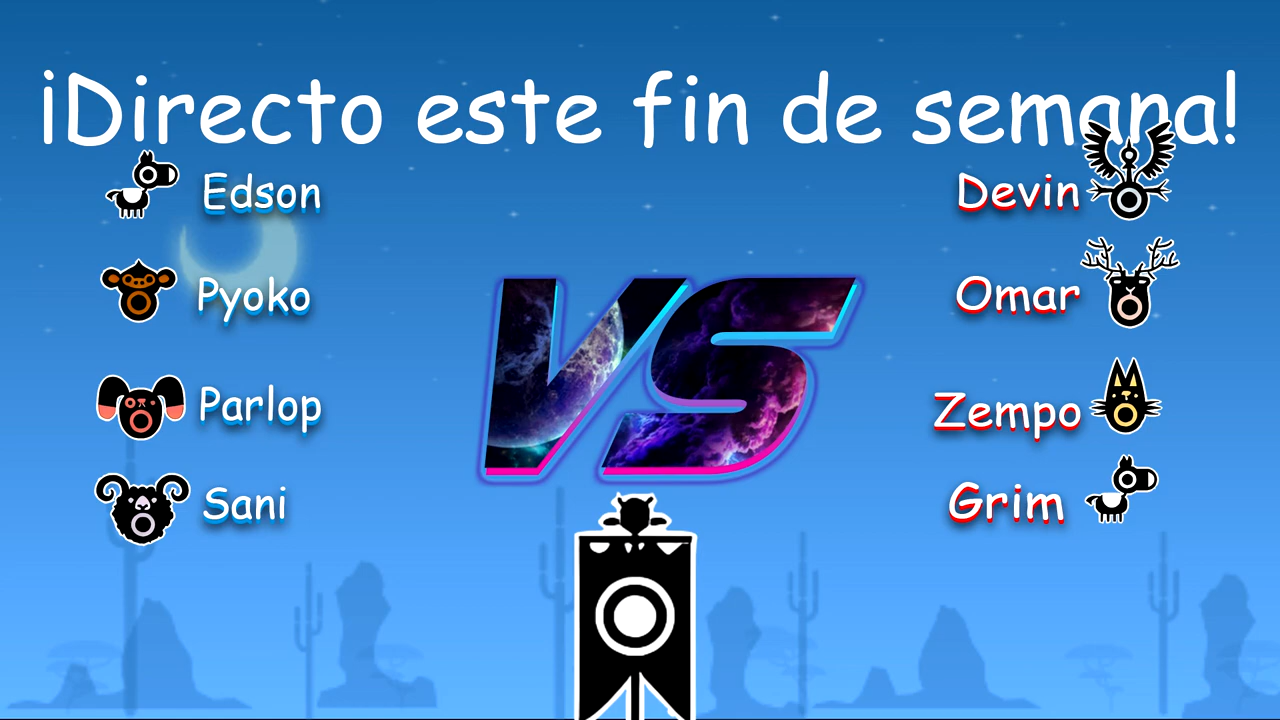 ¡Directo este fin de semana!
Edson
Devin
Pyoko
Omar
VS
Parlop
Zempo
Sani
Grim